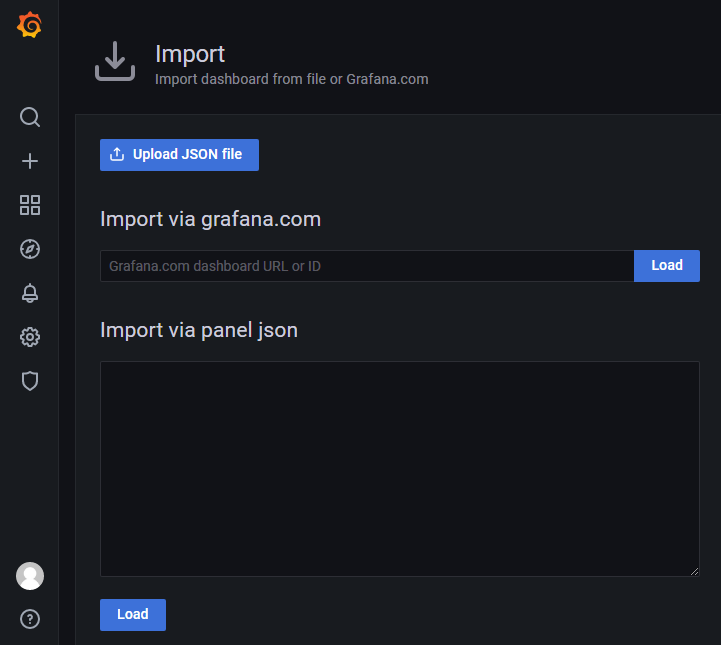 Import
Import dashboard from file or Grafana.com
Upload JSON file
Import via grafana.com
Grafana.com dashboard URL or ID
Load
Import via panel json
Load